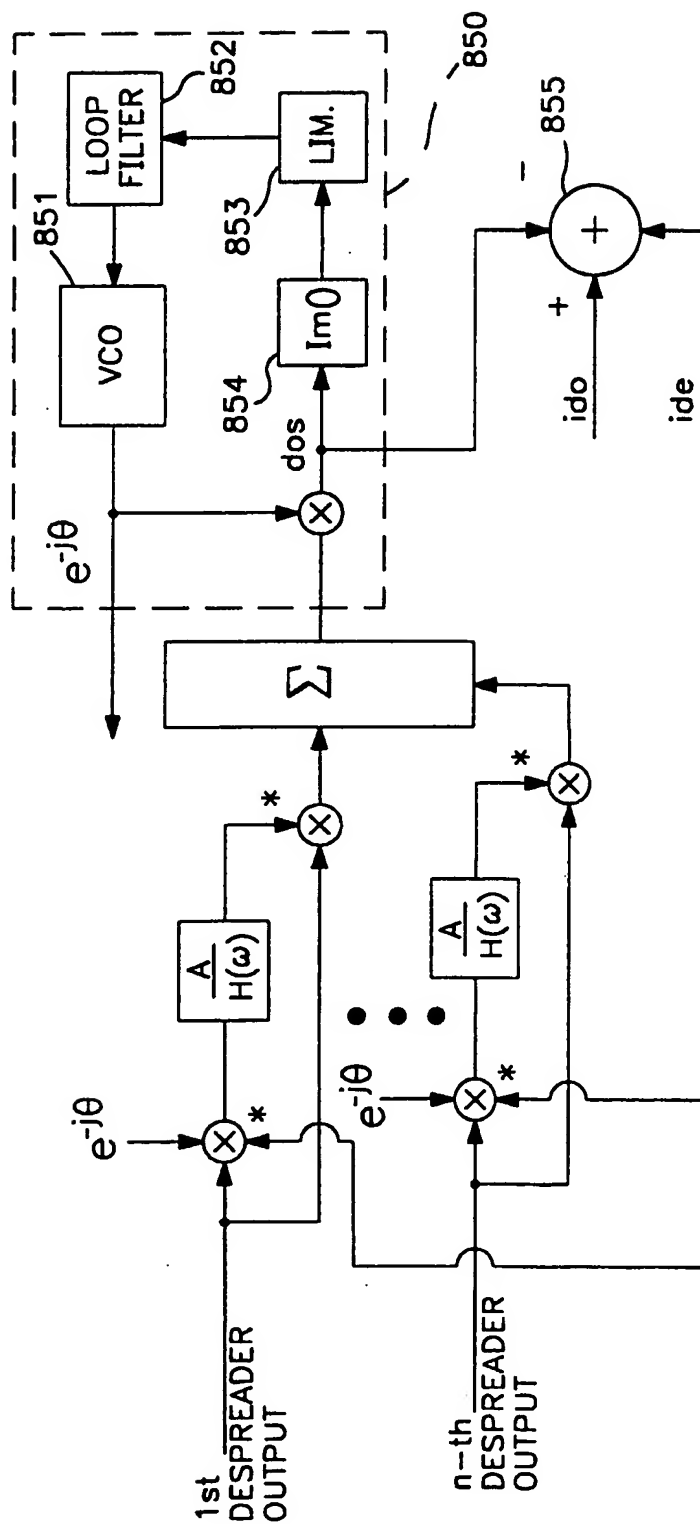 1st
DESPREADER
OUTPUT
e-jθ
*
A
H(ω)
*
n-th
DESPREADER
OUTPUT
e-jθ
*
A
H(ω)
*
Σ
e-jθ
VCO
851
LOOP
FILTER
852
LIM.
853
Im()
854
dos
850
ido
+
-
+
855
ide